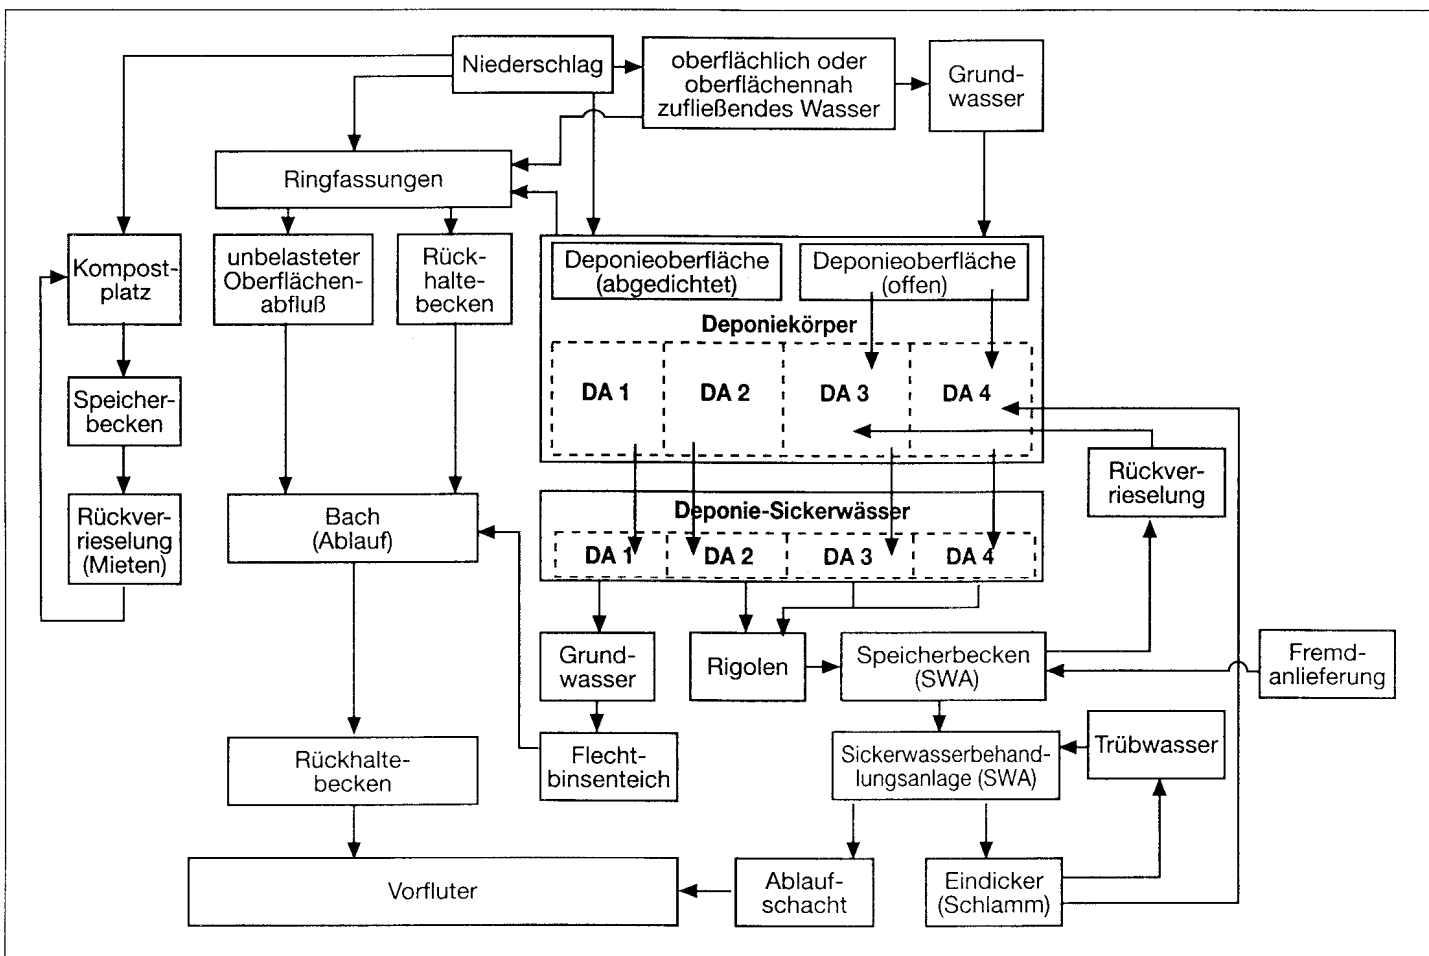 Niederschlag
oberflächlich oder
oberflächennah
zufließendes Wasser
Grund-
wasser
Ringfassungen
Kompost-
platz
unbelasteter
Oberflächen-
abfluß
Rück-
halte-
becken
Deponieoberfläche
(abgedichtet)
Deponieoberfläche
(offen)
Deponiekörper
DA 1
DA 2
DA 3
DA 4
Speicher-
becken
Rückver-
rieselung
Rückver-
rieselung
(Mieten)
Bach
(Ablauf)
Deponie-Sickerwässer
DA 1
DA 2
DA 3
DA 4
Grund-
wasser
Rigolen
Speicherbecken
(SWA)
Fremd-
anlieferung
Rückhalte-
becken
Flecht-
binsenteich
Sickerwasserbehand-
lungsanlage (SWA)
Trübwasser
Vorfluter
Ablauf-
schacht
Eindicker
(Schlamm)